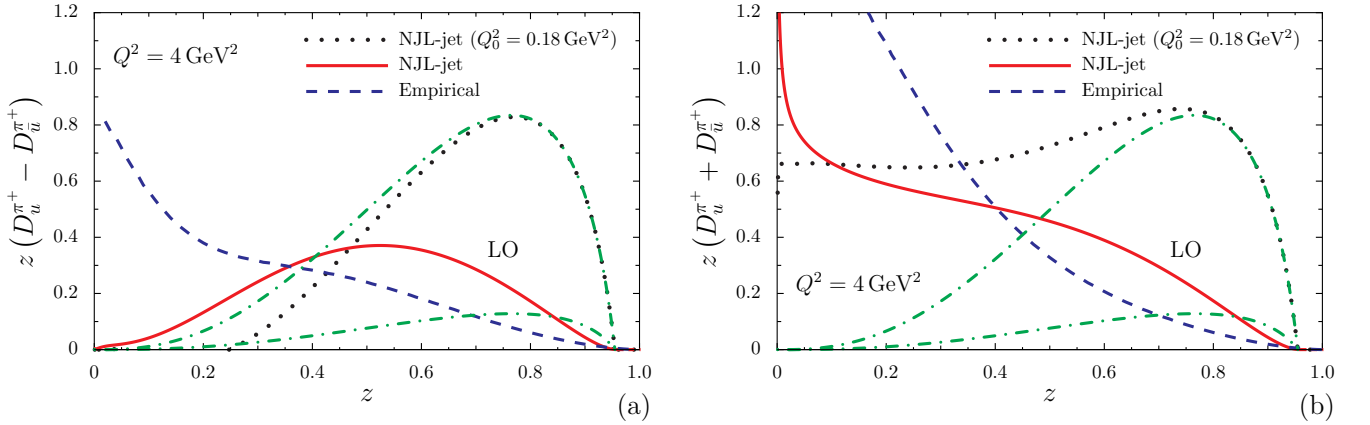 1.2
1.0
0.8
0.6
0.4
0.2
0
z(D_u^{π^+} − D_{ū}^{π^+})
Q² = 4 GeV²
NJL-jet (Q₀² = 0.18 GeV²)
NJL-jet
Empirical
LO
0 0.2 0.4 0.6 0.8 1.0
z
(a)
1.2
1.0
0.8
0.6
0.4
0.2
0
z(D_u^{π^+} + D_{ū}^{π^+})
NJL-jet (Q₀² = 0.18 GeV²)
NJL-jet
Empirical
LO
Q² = 4 GeV²
0 0.2 0.4 0.6 0.8 1.0
z
(b)